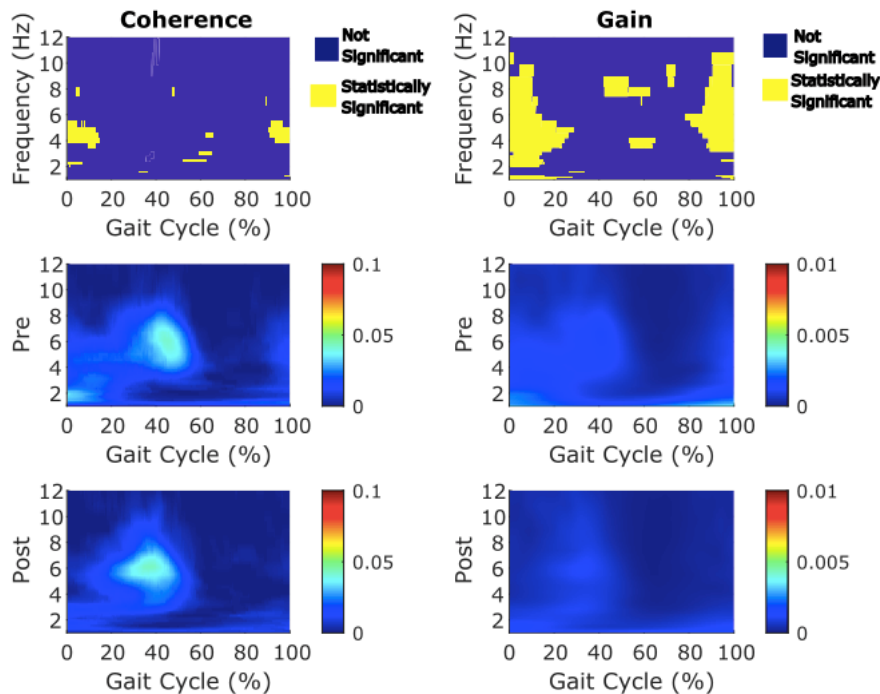 Coherence
Frequency (Hz)
12
10
8
6
4
2
0 20 40 60 80 100
Gait Cycle (%)
Not
Significant
Statistically
Significant
Gain
Frequency (Hz)
12
10
8
6
4
2
0 20 40 60 80 100
Gait Cycle (%)
Not
Significant
Statistically
Significant
Pre
12
10
8
6
4
2
0 20 40 60 80 100
Gait Cycle (%)
0.1
0.05
0
Pre
12
10
8
6
4
2
0 20 40 60 80 100
Gait Cycle (%)
0.01
0.005
0
Post
12
10
8
6
4
2
0 20 40 60 80 100
Gait Cycle (%)
0.1
0.05
0
Post
12
10
8
6
4
2
0 20 40 60 80 100
Gait Cycle (%)
0.01
0.005
0